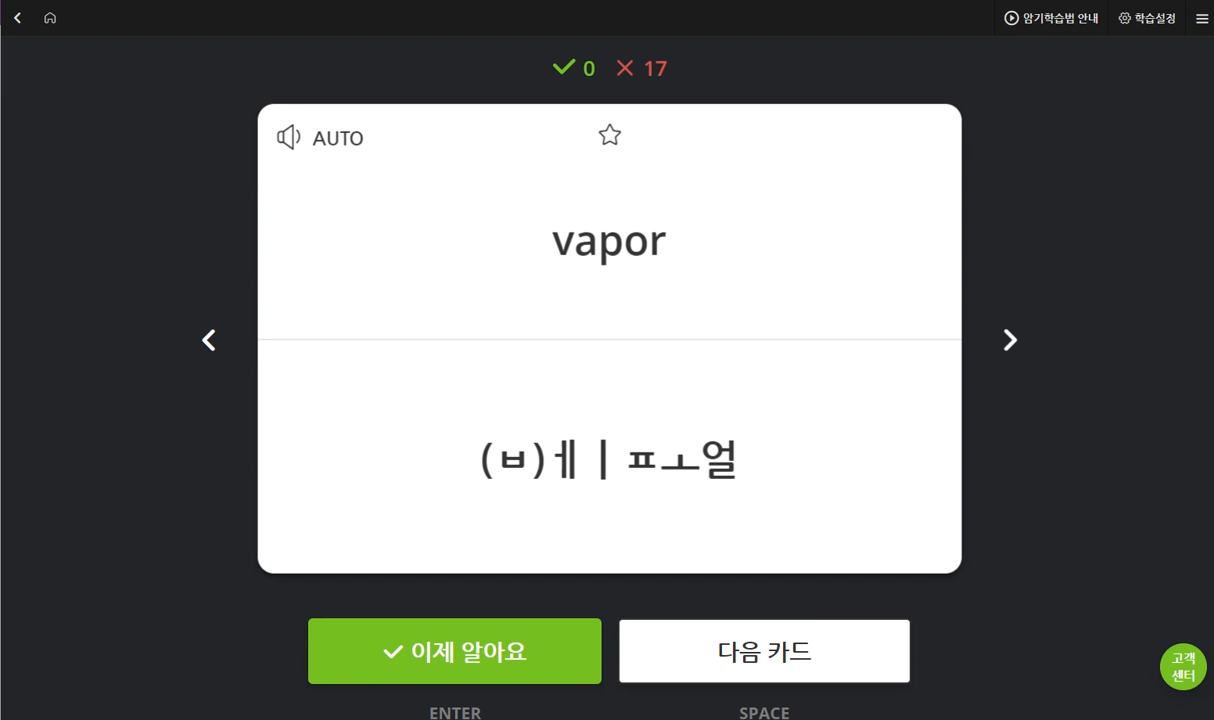 암기학습법 안내 학습설정
0 17
AUTO
vapor
(ㅂ)ㅔㅣㅍㅗ얼
이제 알아요 다음 카드
고객
센터
ENTER SPACE